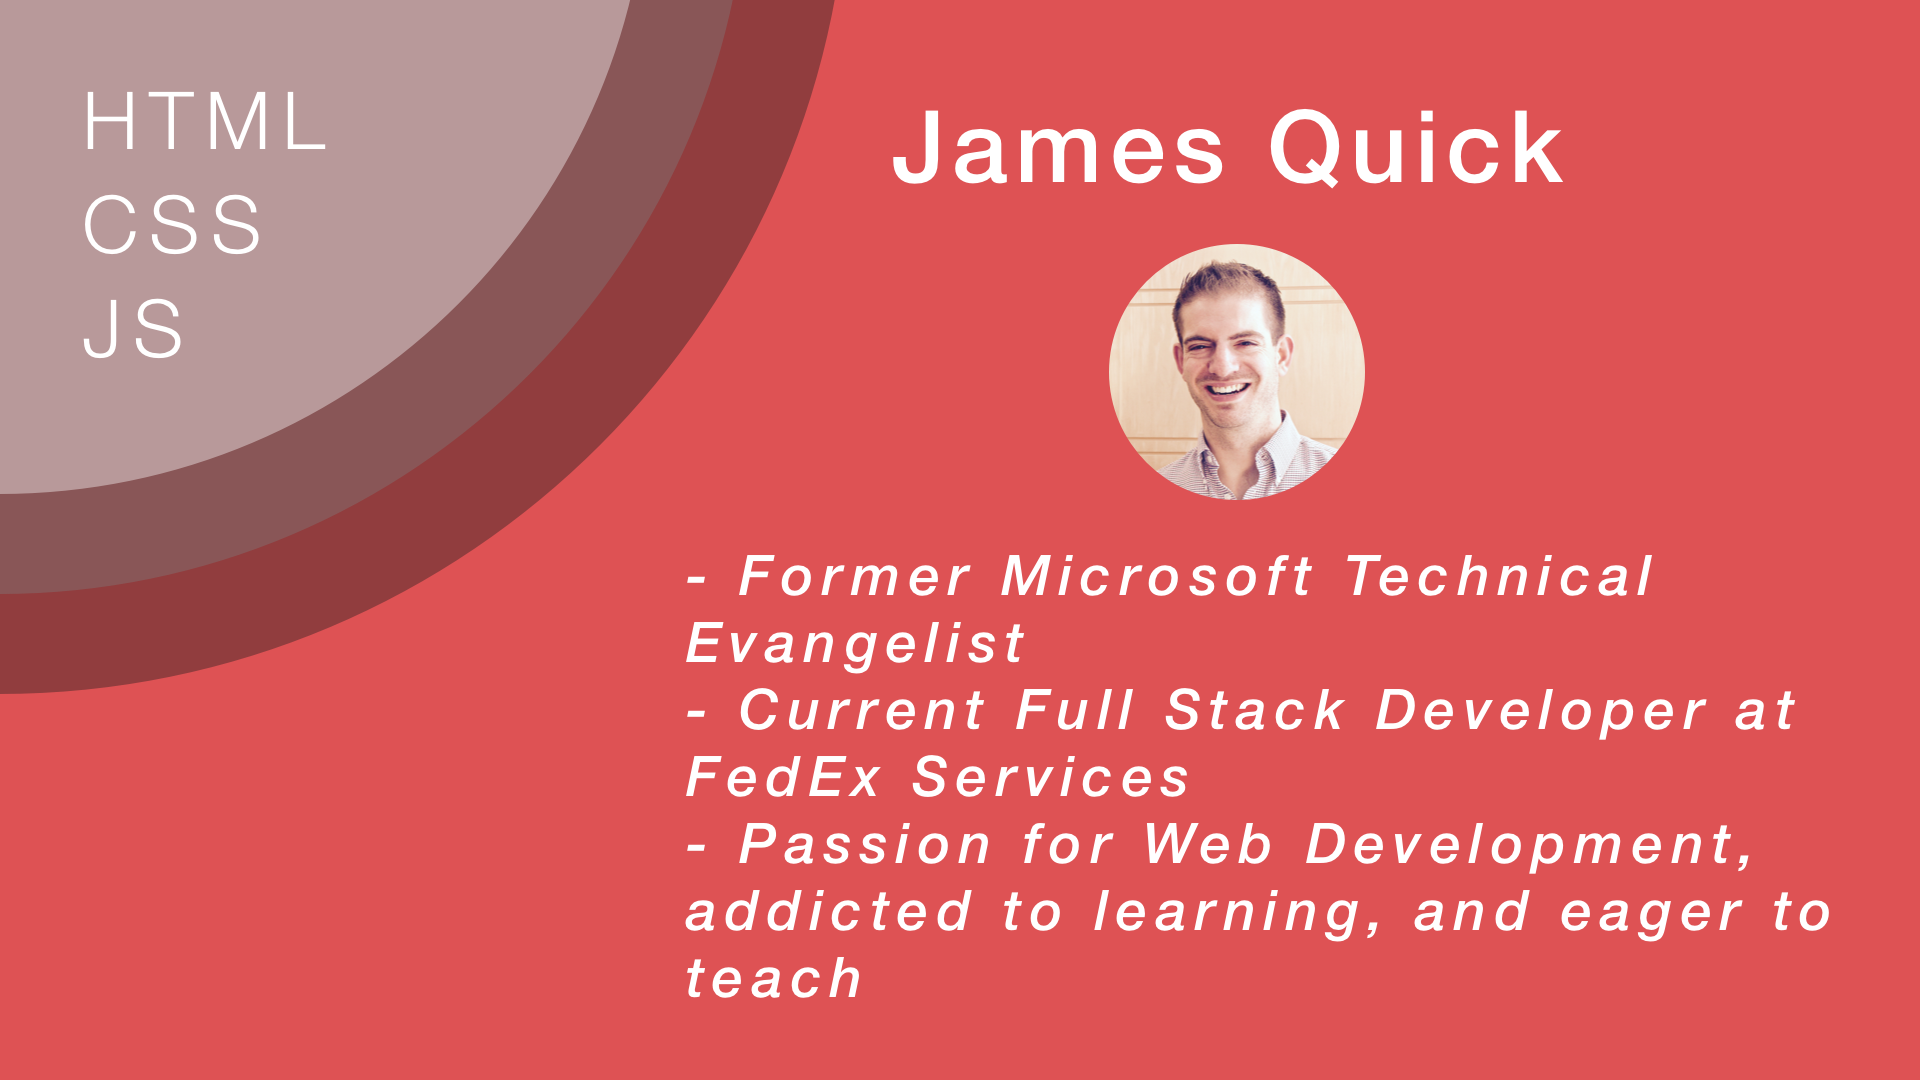 HTML
CSS
JS
James Quick
- Former Microsoft Technical
Evangelist
- Current Full Stack Developer at
FedEx Services
- Passion for Web Development,
addicted to learning, and eager to
teach